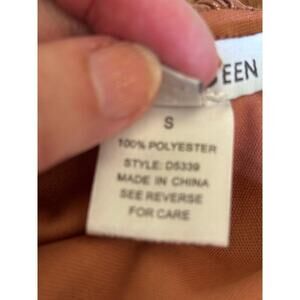 EEN
S
100% POLYESTER
STYLE: D5339
MADE IN CHINA
SEE REVERSE
FOR CARE